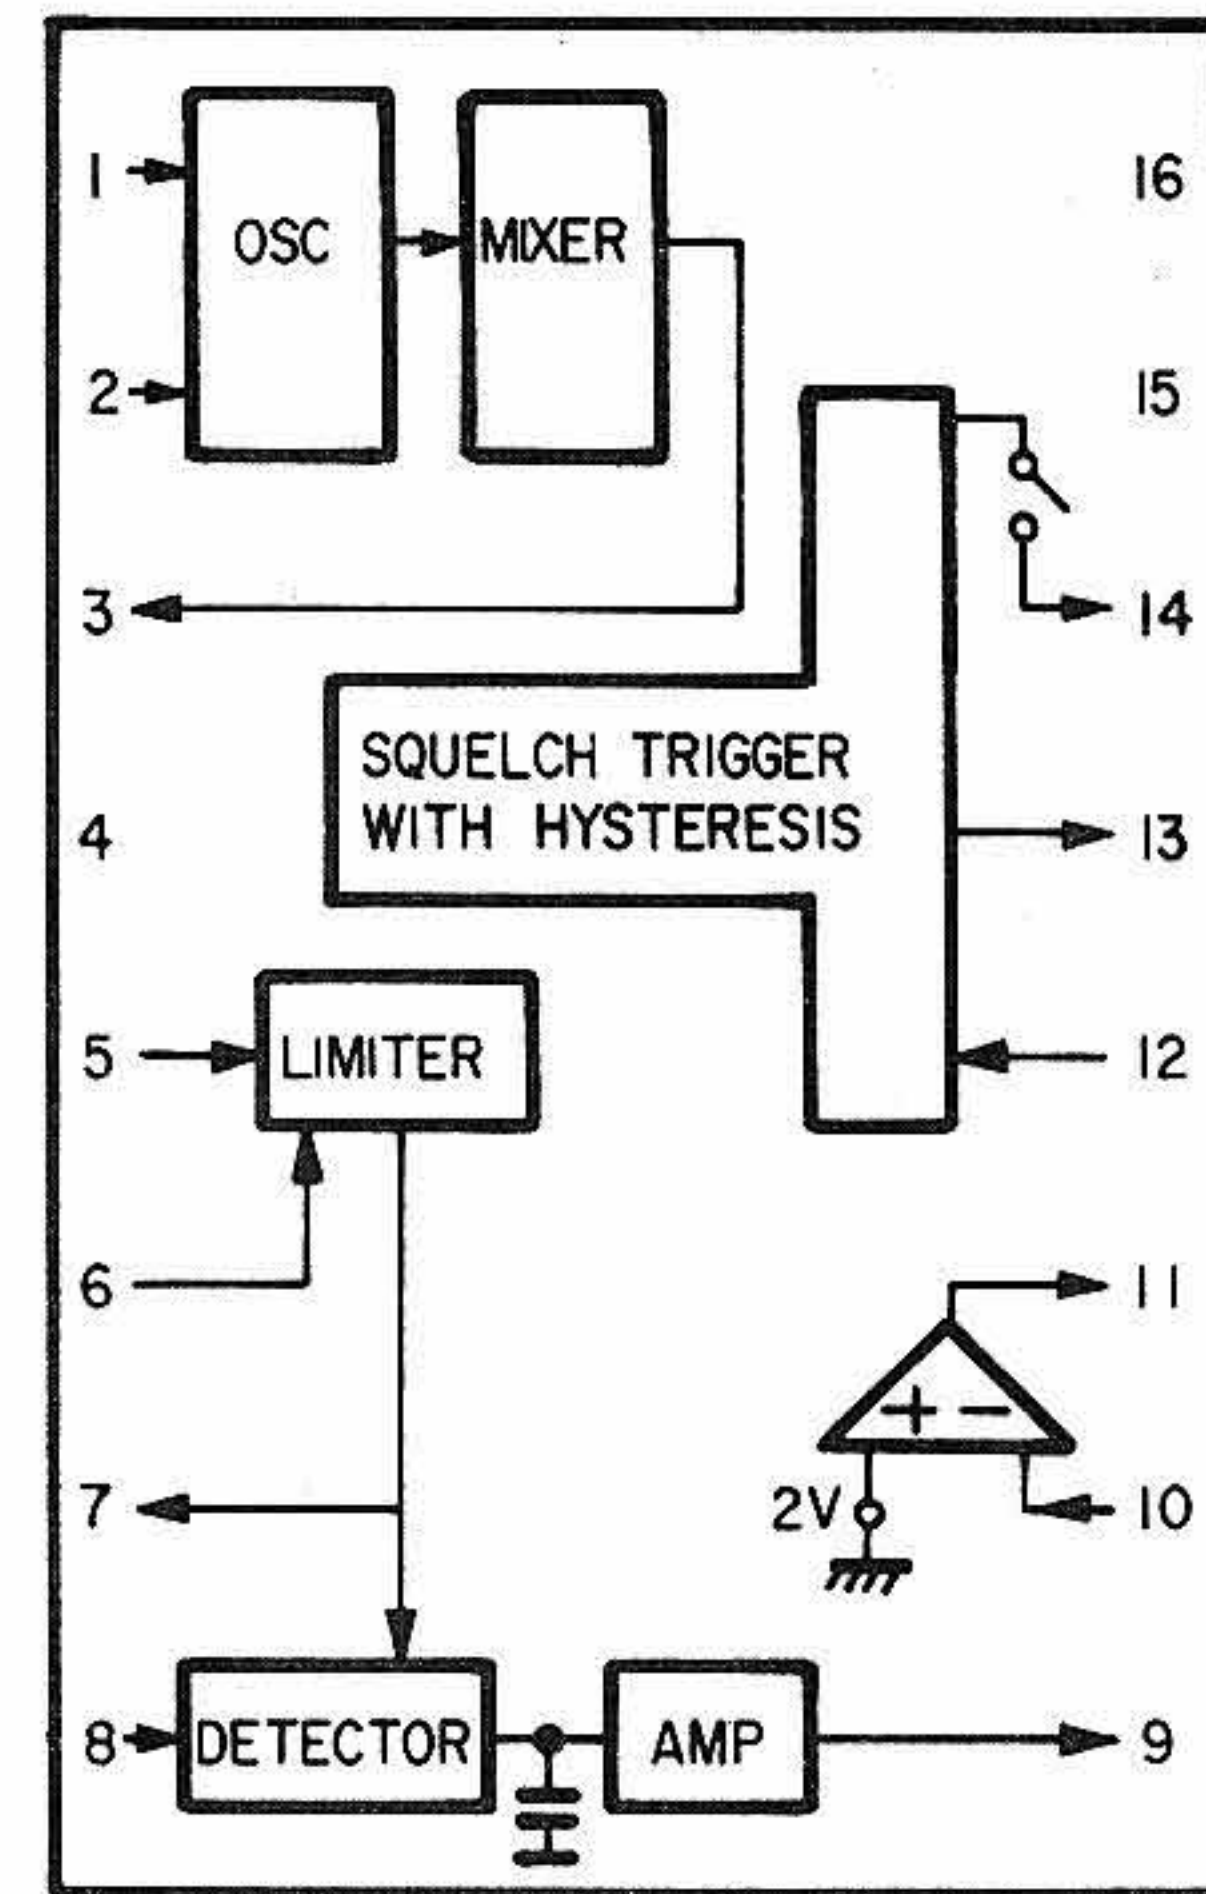 1 OSC MIXER 16
2 15
3 14
SQUELCH TRIGGER
WITH HYSTERESIS
4 13
5 LIMITER 12
6 11
+ −
7 2V 10
8 DETECTOR AMP 9